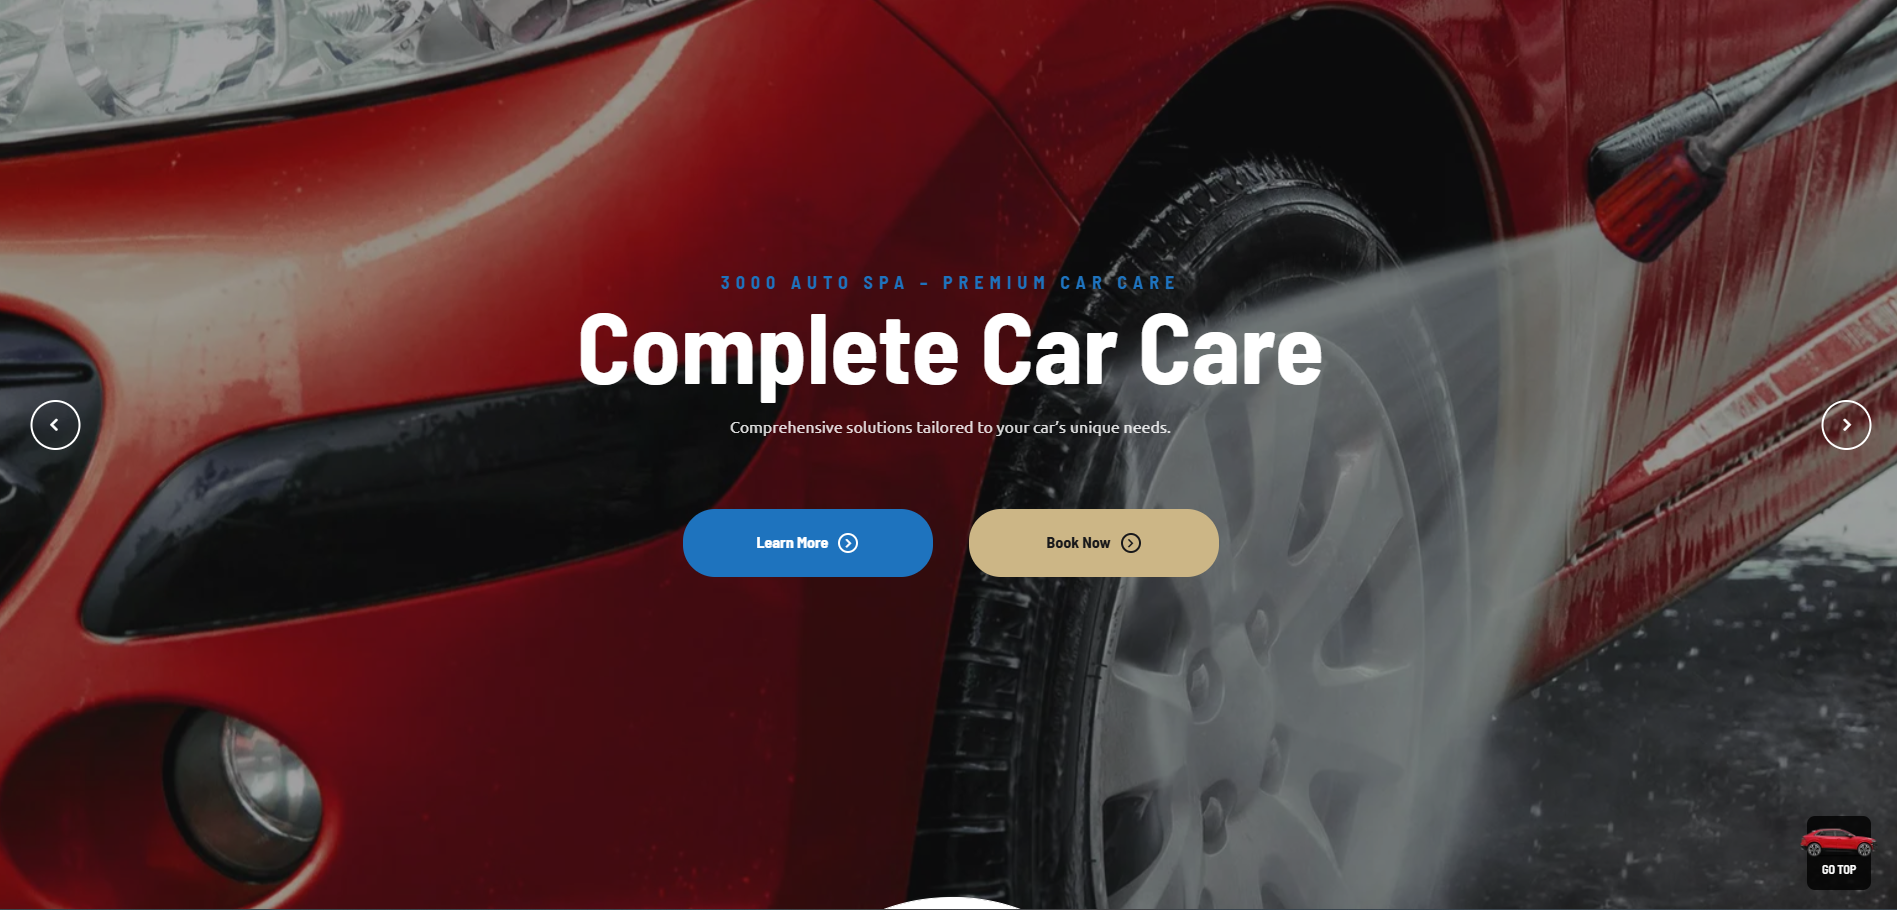 3000 AUTO SPA – PREMIUM CAR CARE
Complete Car Care
Comprehensive solutions tailored to your car’s unique needs.
Learn More
Book Now
GO TOP